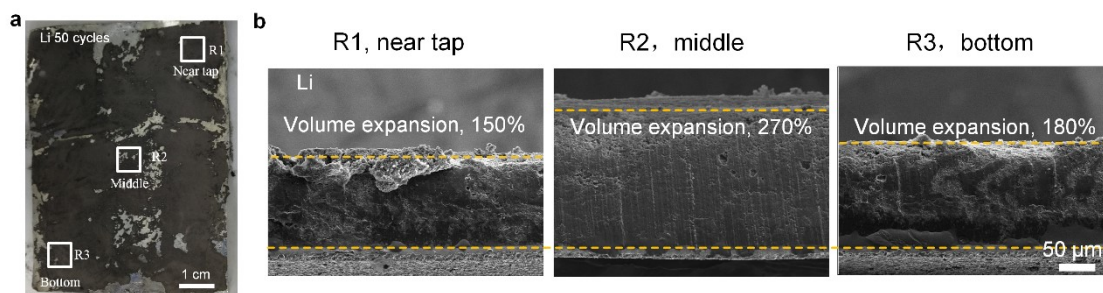 a
Li 50 cycles
R1
Near tap
R2
Middle
R3
Bottom
1 cm
b
R1, near tap
R2, middle
R3, bottom
Li
Volume expansion, 150%
Volume expansion, 270%
Volume expansion, 180%
50 µm